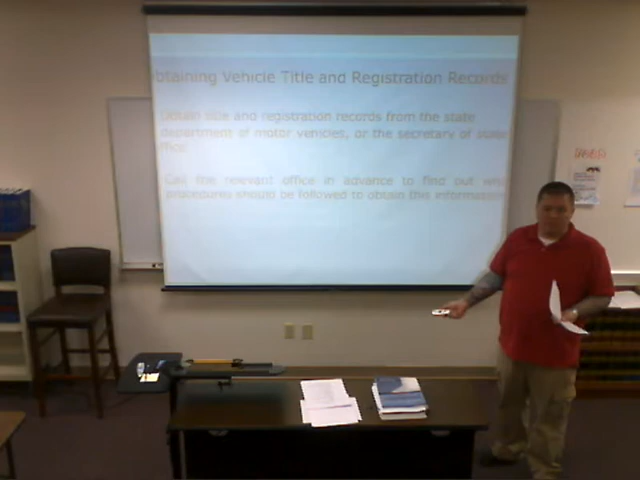 btaining Vehicle Title and Registration Records
Obtain title and registration records from the state
department of motor vehicles, or the secretary of state
office
Call the relevant office in advance to find out
procedures should be followed to obtain this information